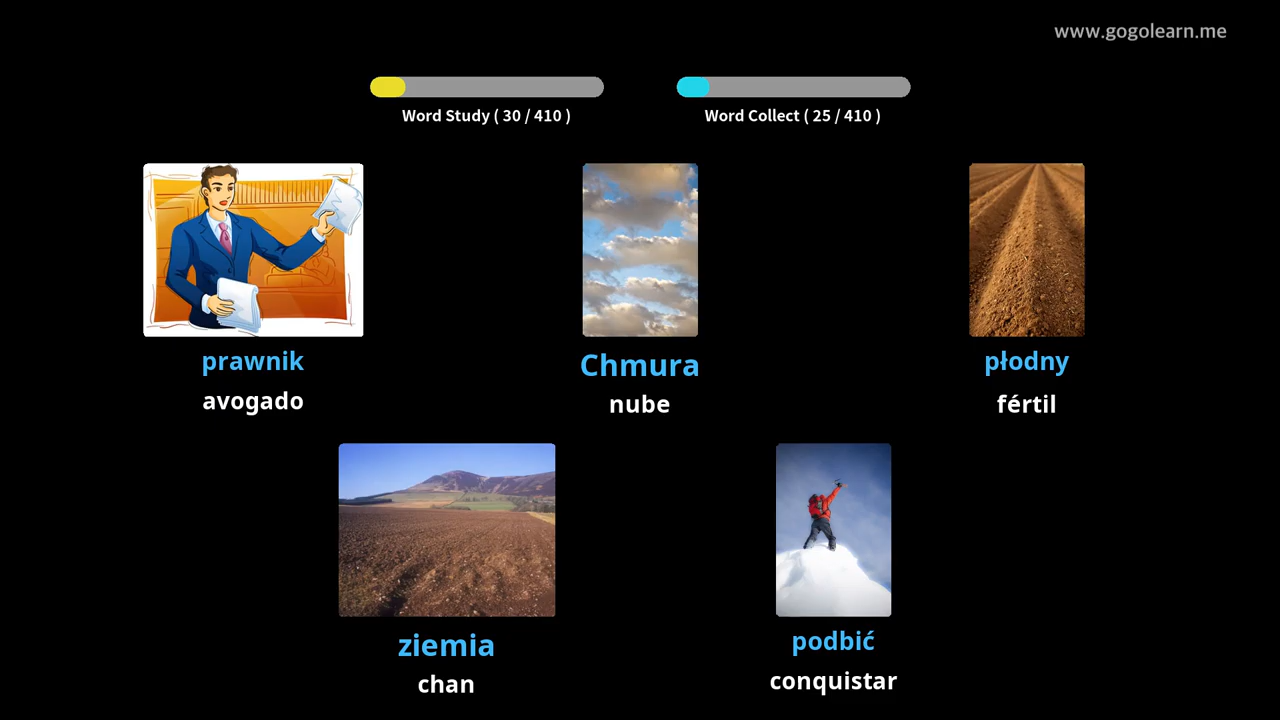 www.gogolearn.me
Word Study ( 30 / 410 )
Word Collect ( 25 / 410 )
prawnik
avogado
Chmura
nube
płodny
fértil
ziemia
chan
podbić
conquistar